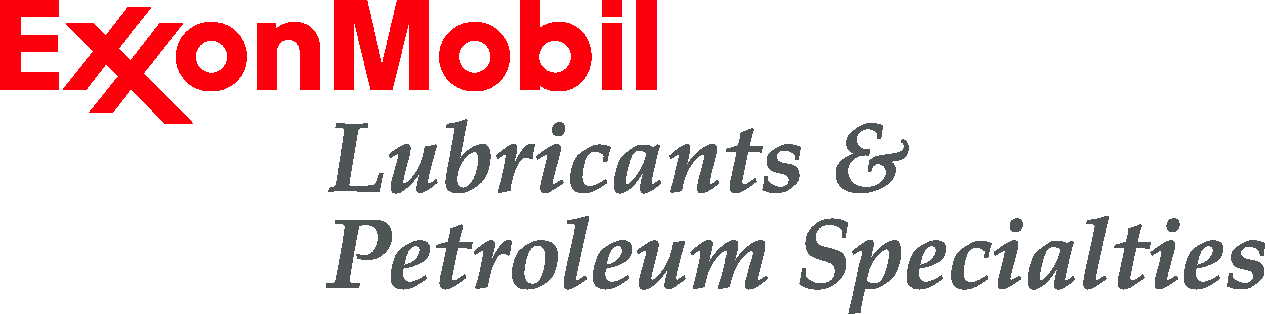 ExxonMobil
Lubricants &
Petroleum Specialties